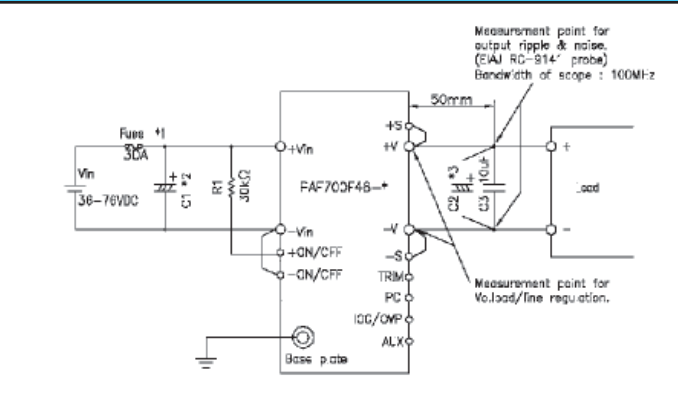 Measurement point for
output ripple & noise.
(EIAJ RC-9141 probe)
Bandwidth of scope : 100MHz
50mm
Fuse *1
30A
+S
+V
+Vin
+
Vin
36-76VDC
+
C1 *2
R1
30kΩ
PAF700F48-*
*3
+
C2
C3
10uF
Load
-Vin
-V
-
+ON/OFF
-S
-ON/OFF
TRIM
Measurement point for
Vo.load/line regulation.
PC
IOG/OVP
AUX
Base plate